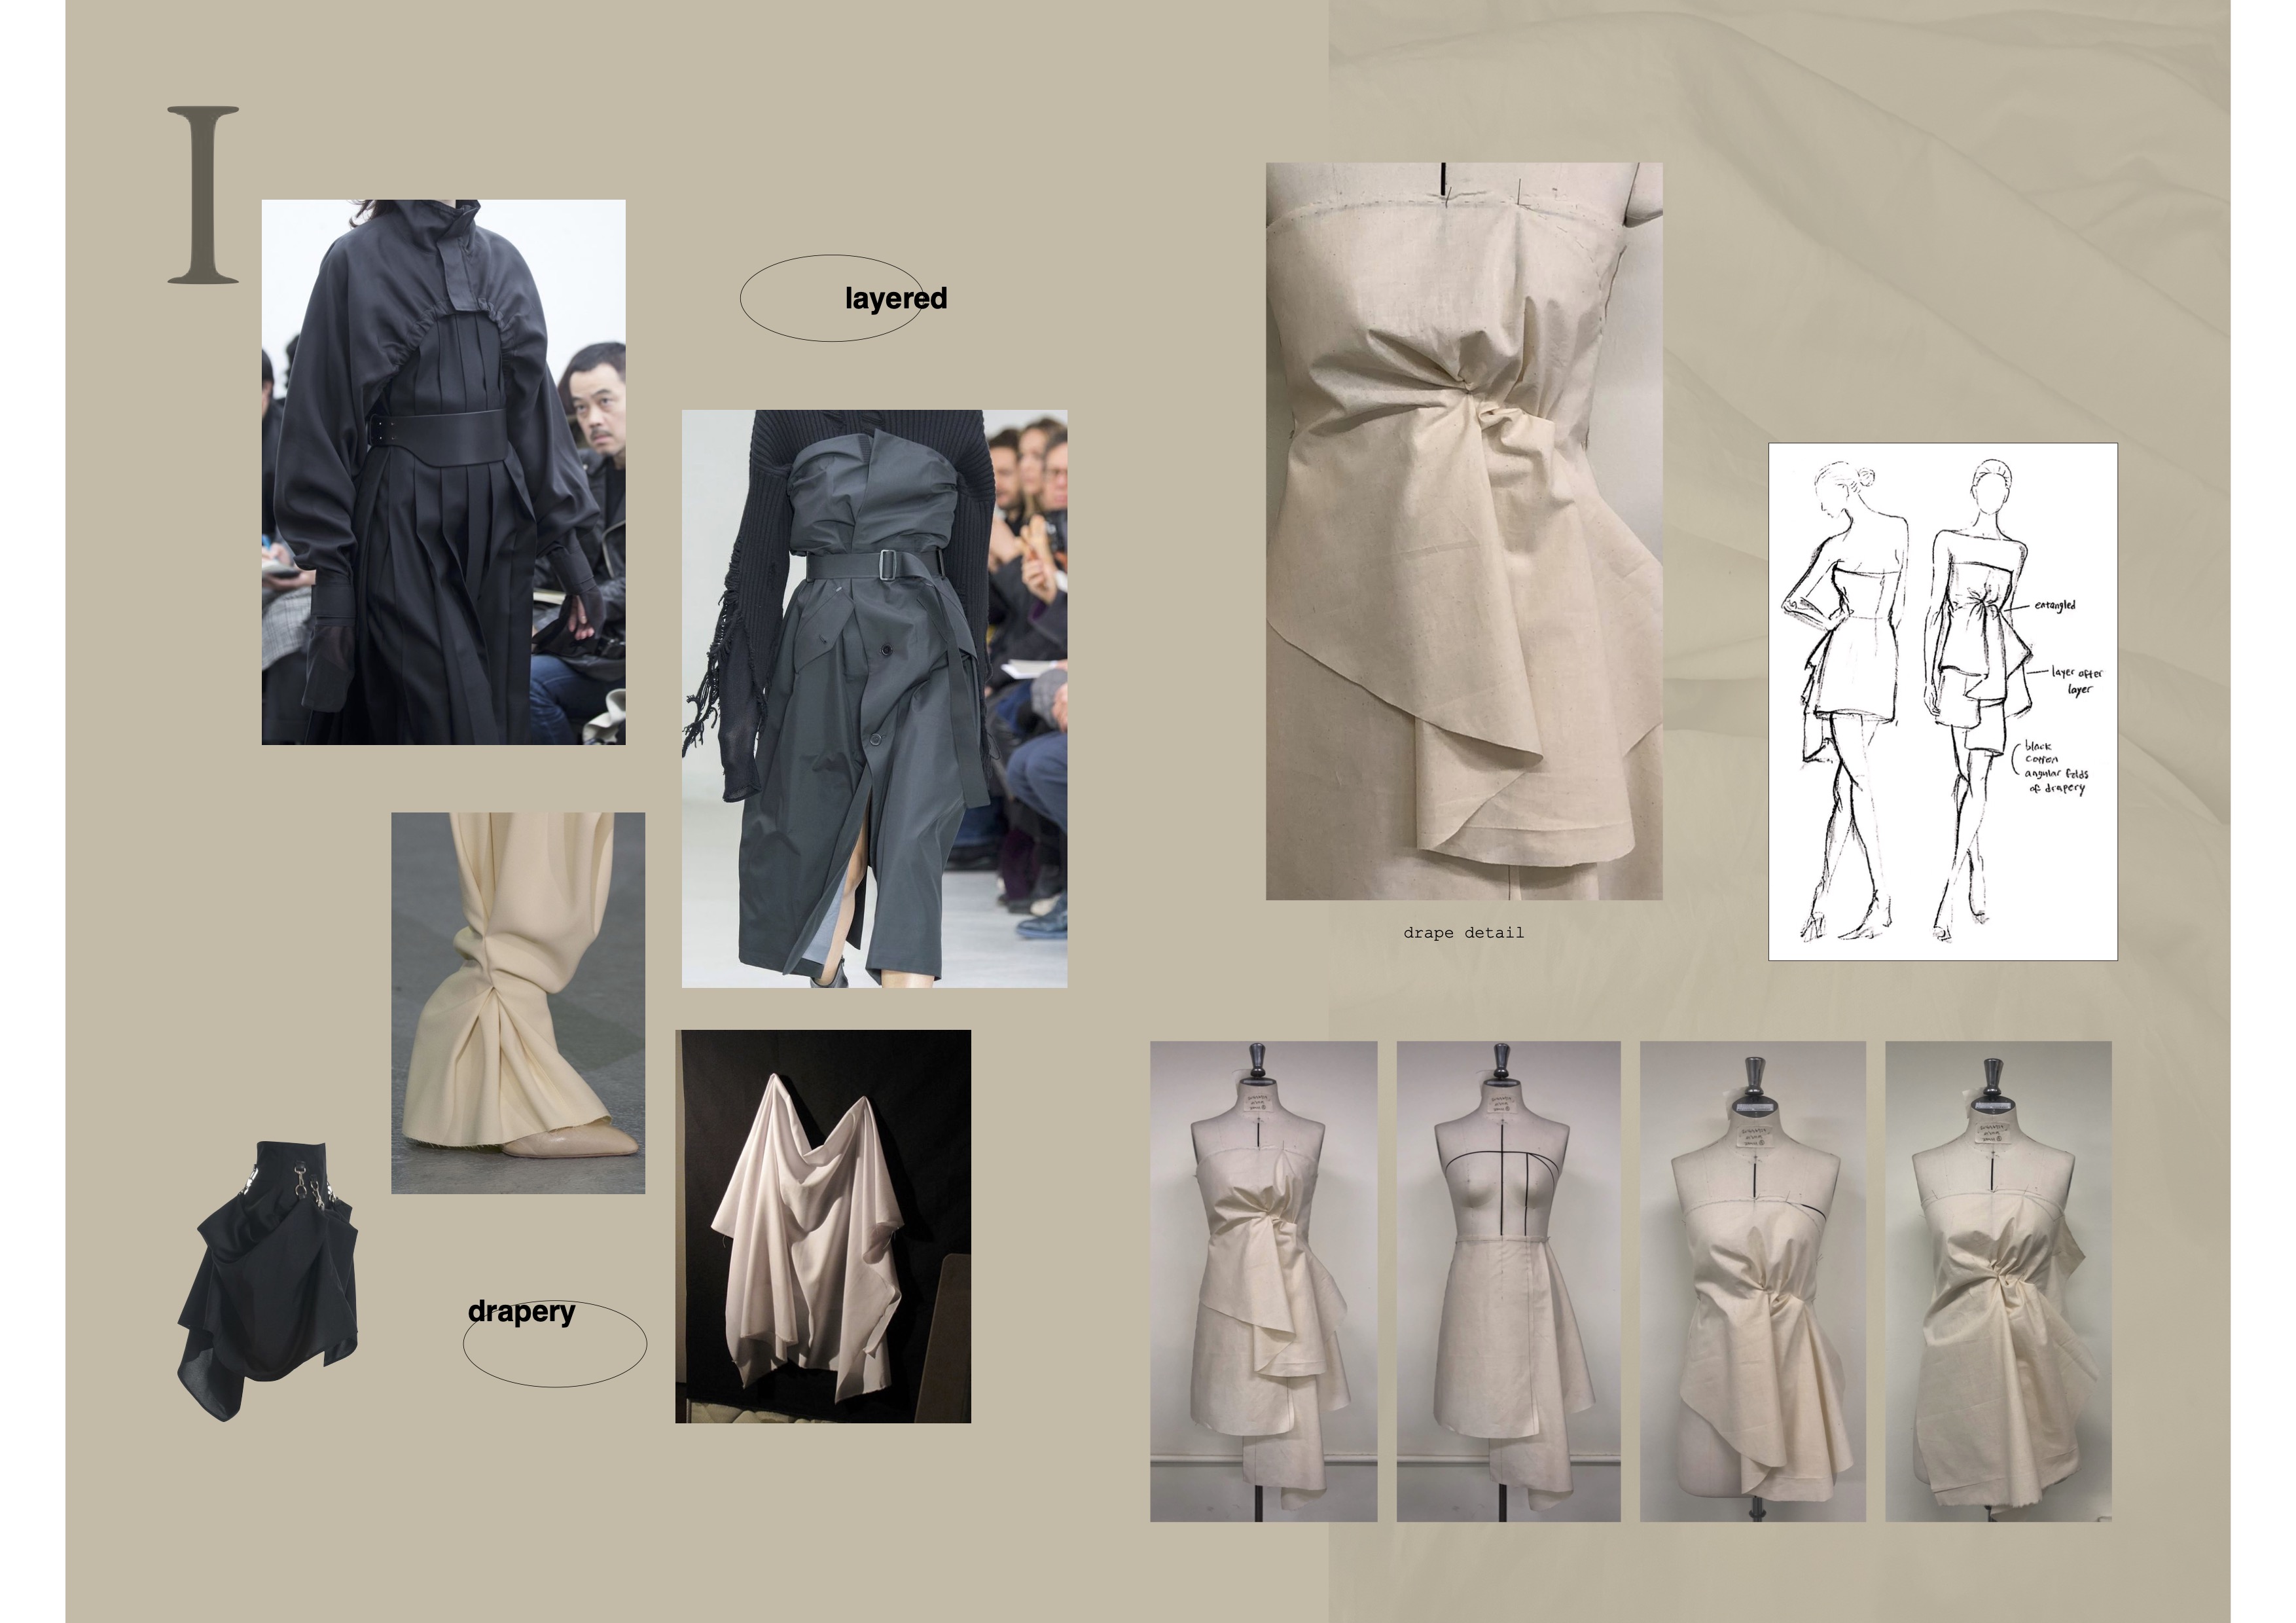 I
layered
drapery
drape detail
entangled
layer after
layer
black
cotton
angular folds
of drapery